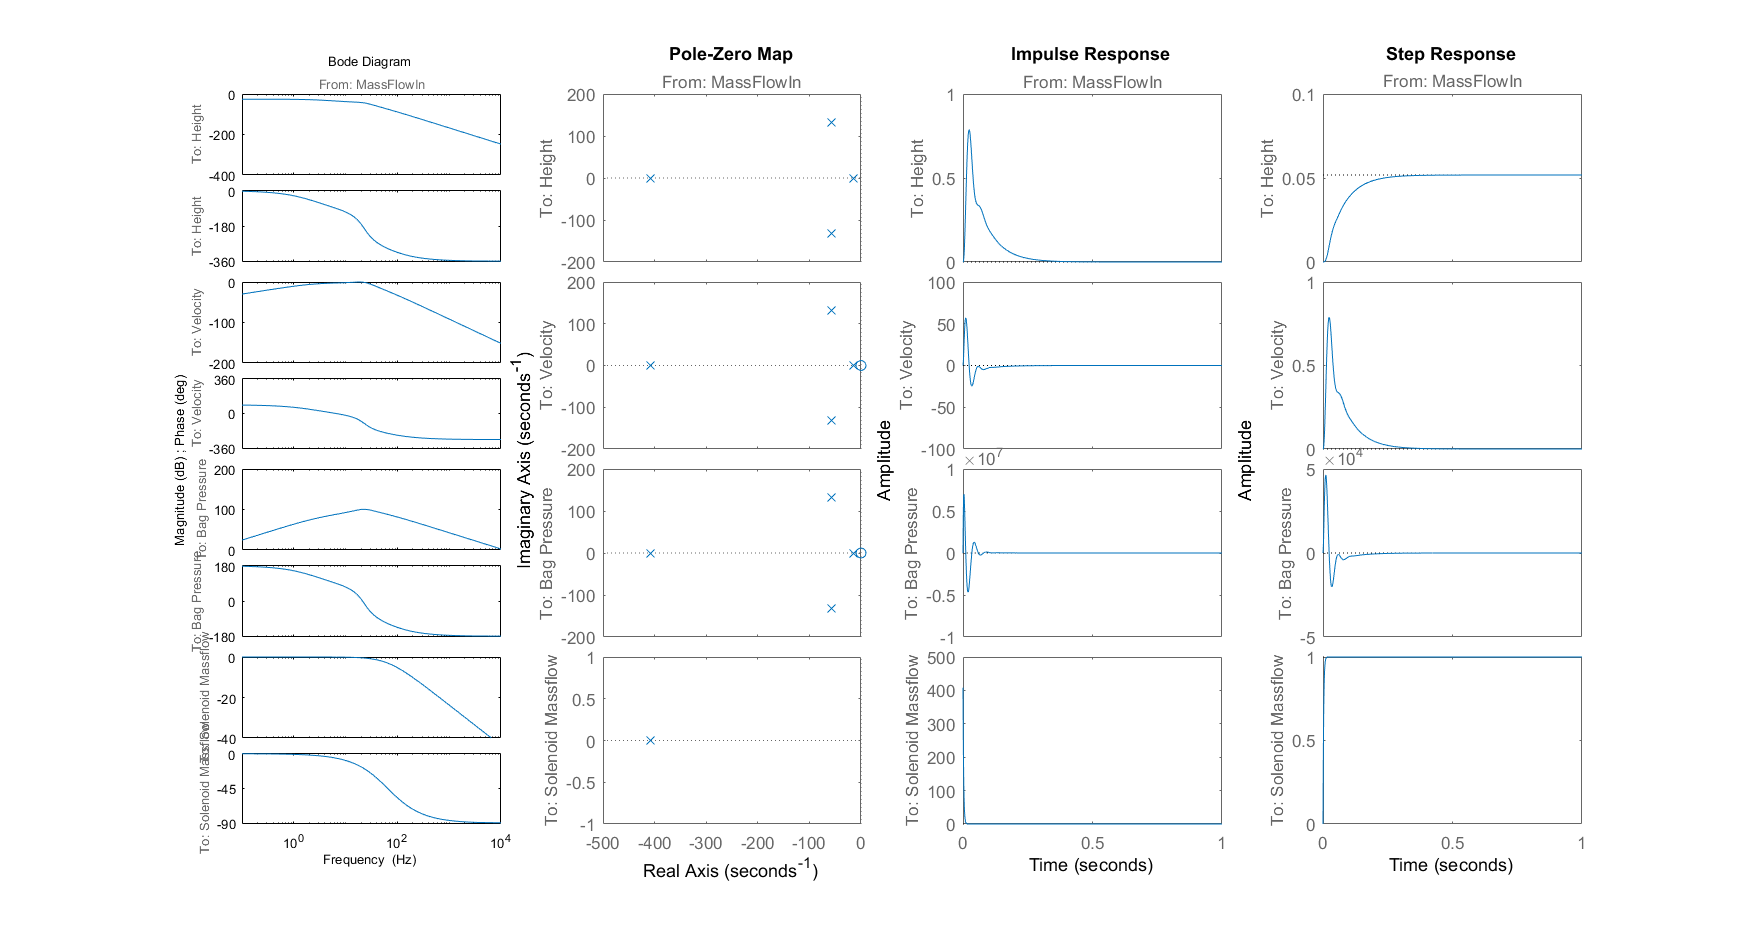 Bode Diagram
From: MassFlowIn
To: Height
0
-200
-400
To: Height
0
-180
-360
To: Velocity
0
-100
-200
To: Velocity
360
0
-360
To: Bag Pressure
200
100
0
To: Bag Pressure
180
0
-180
To: Solenoid Massflow
0
-20
-40
To: Solenoid Massflow
0
-45
-90
10^0
10^2
10^4
Magnitude (dB) ; Phase (deg)
Frequency (Hz)
Pole-Zero Map
From: MassFlowIn
To: Height
200
100
0
-100
-200
To: Velocity
200
100
0
-100
-200
To: Bag Pressure
200
100
0
-100
-200
To: Solenoid Massflow
1
0.5
0
-0.5
-1
-500 -400 -300 -200 -100 0
Imaginary Axis (seconds^-1)
Real Axis (seconds^-1)
Impulse Response
From: MassFlowIn
To: Height
1
0.5
0
To: Velocity
100
50
0
-50
-100
× 10^7
To: Bag Pressure
1
0.5
0
-0.5
-1
To: Solenoid Massflow
500
400
300
200
100
0
0 0.5 1
Amplitude
Time (seconds)
Step Response
From: MassFlowIn
To: Height
0.1
0.05
0
To: Velocity
1
0.5
0
× 10^4
To: Bag Pressure
5
0
-5
To: Solenoid Massflow
1
0.5
0
0 0.5 1
Amplitude
Time (seconds)